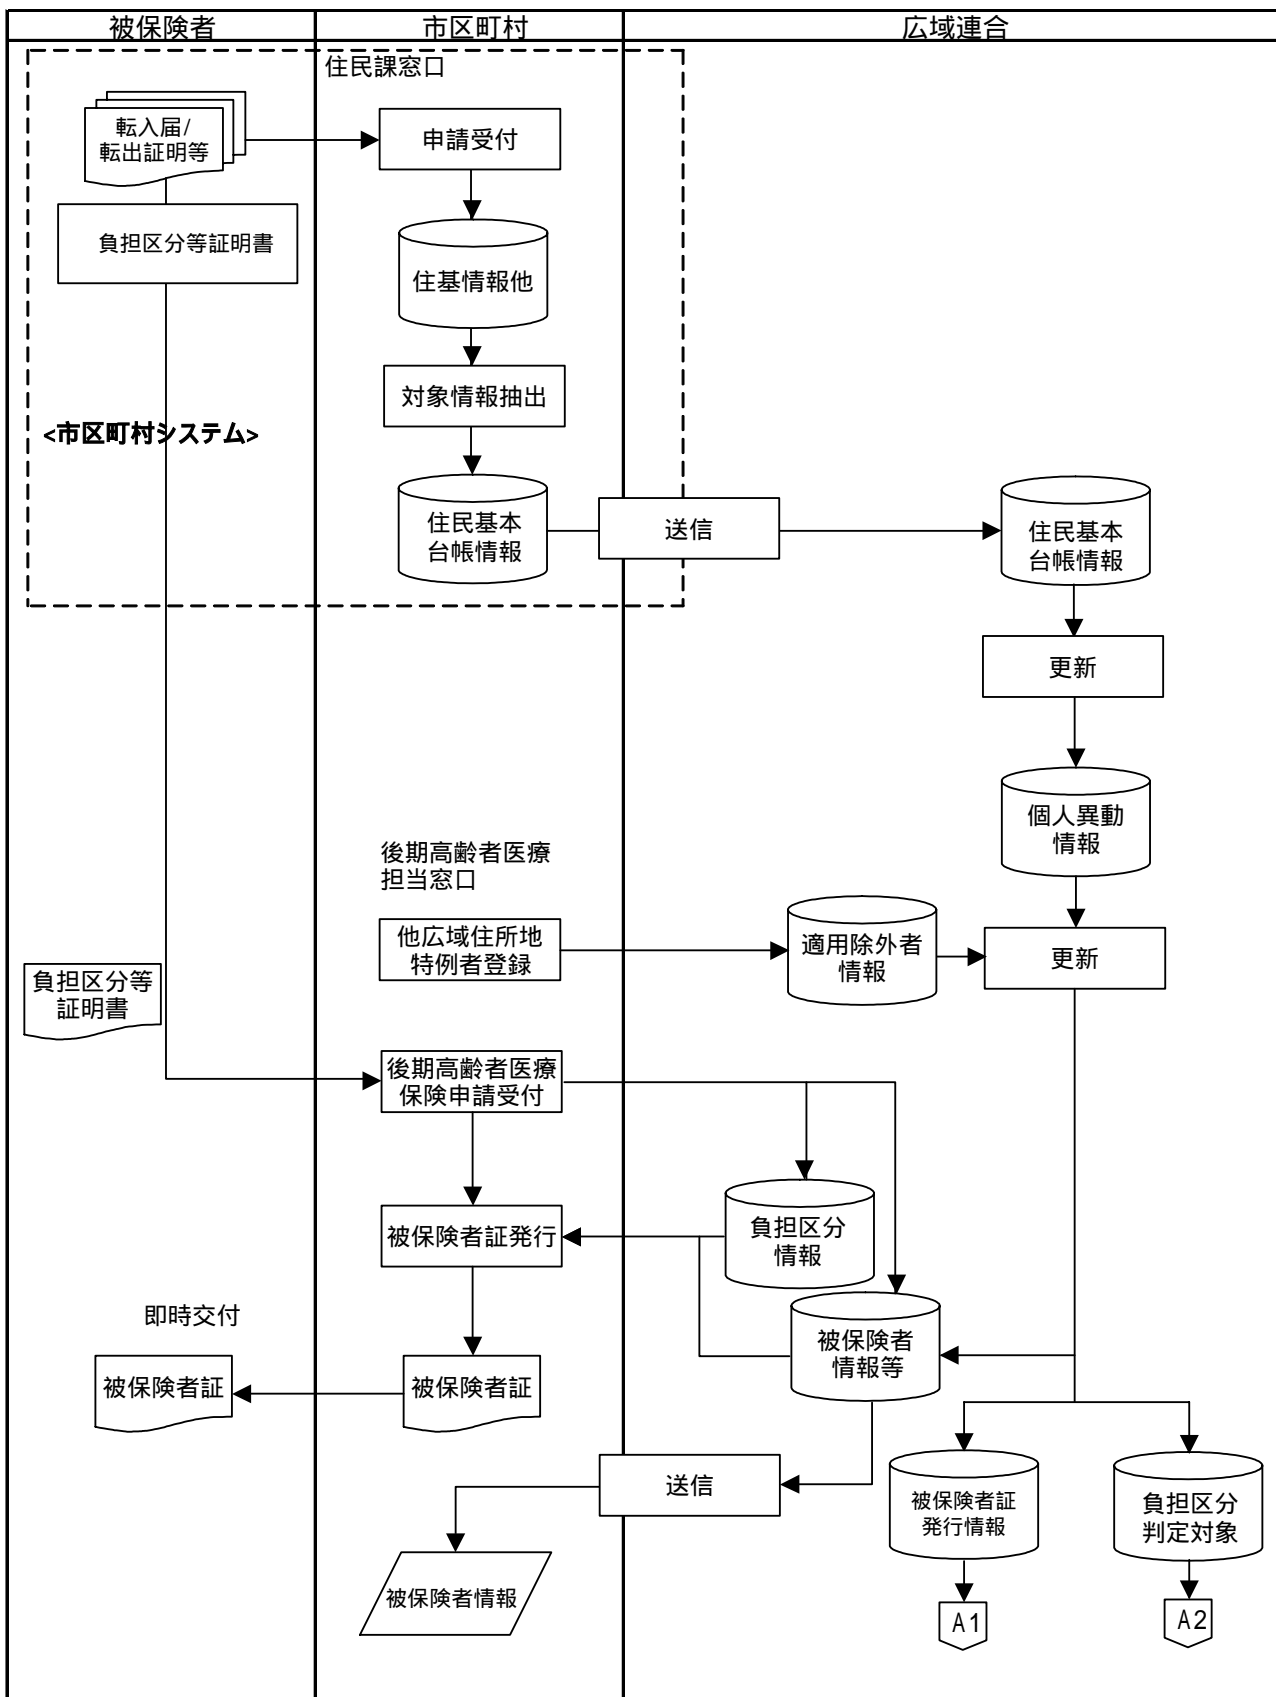 被保険者
市区町村
広域連合
住民課窓口
転入届/
転出証明等
申請受付
負担区分等証明書
住基情報他
対象情報抽出
<市区町村システム>
住民基本
台帳情報
送信
住民基本
台帳情報
更新
個人異動
情報
後期高齢者医療
担当窓口
他広域住所地
特例者登録
適用除外者
情報
更新
負担区分等
証明書
後期高齢者医療
保険申請受付
被保険者証発行
負担区分
情報
即時交付
被保険者
情報等
被保険者証
被保険者証
送信
被保険者証
発行情報
負担区分
判定対象
被保険者情報
A1
A2